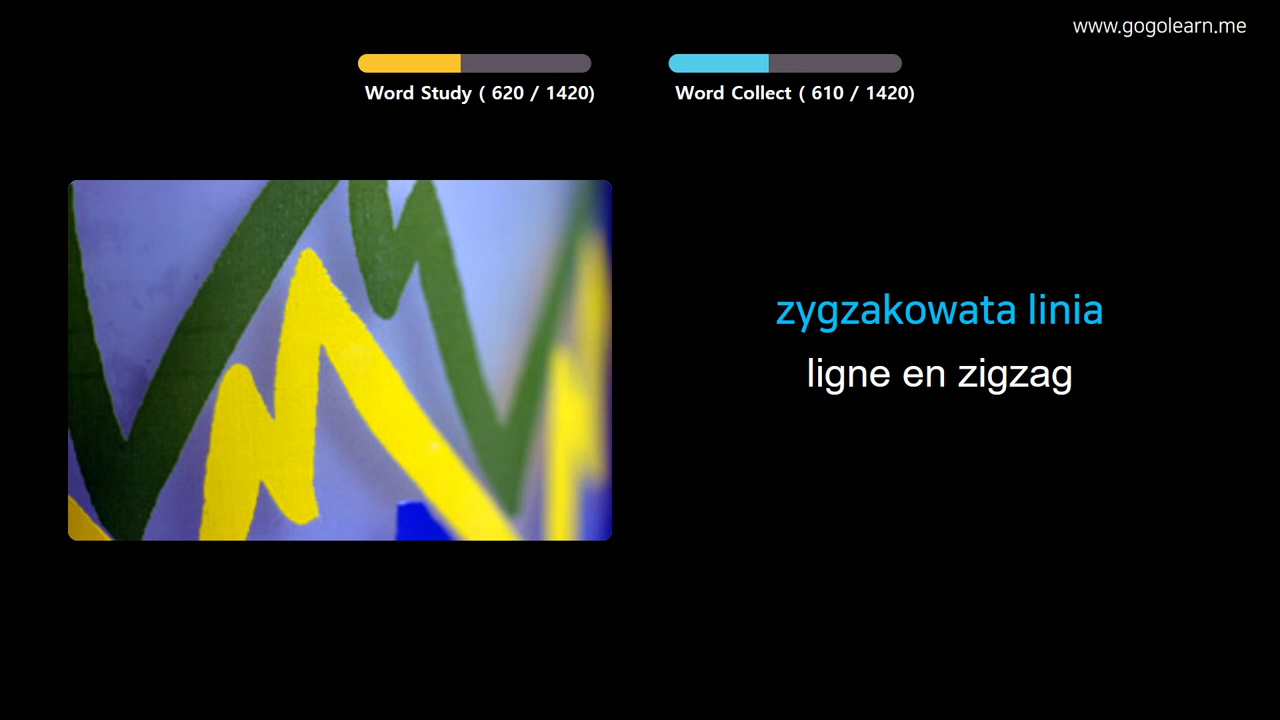 www.gogolearn.me
Word Study ( 620 / 1420)
Word Collect ( 610 / 1420)
zygzakowata linia
ligne en zigzag